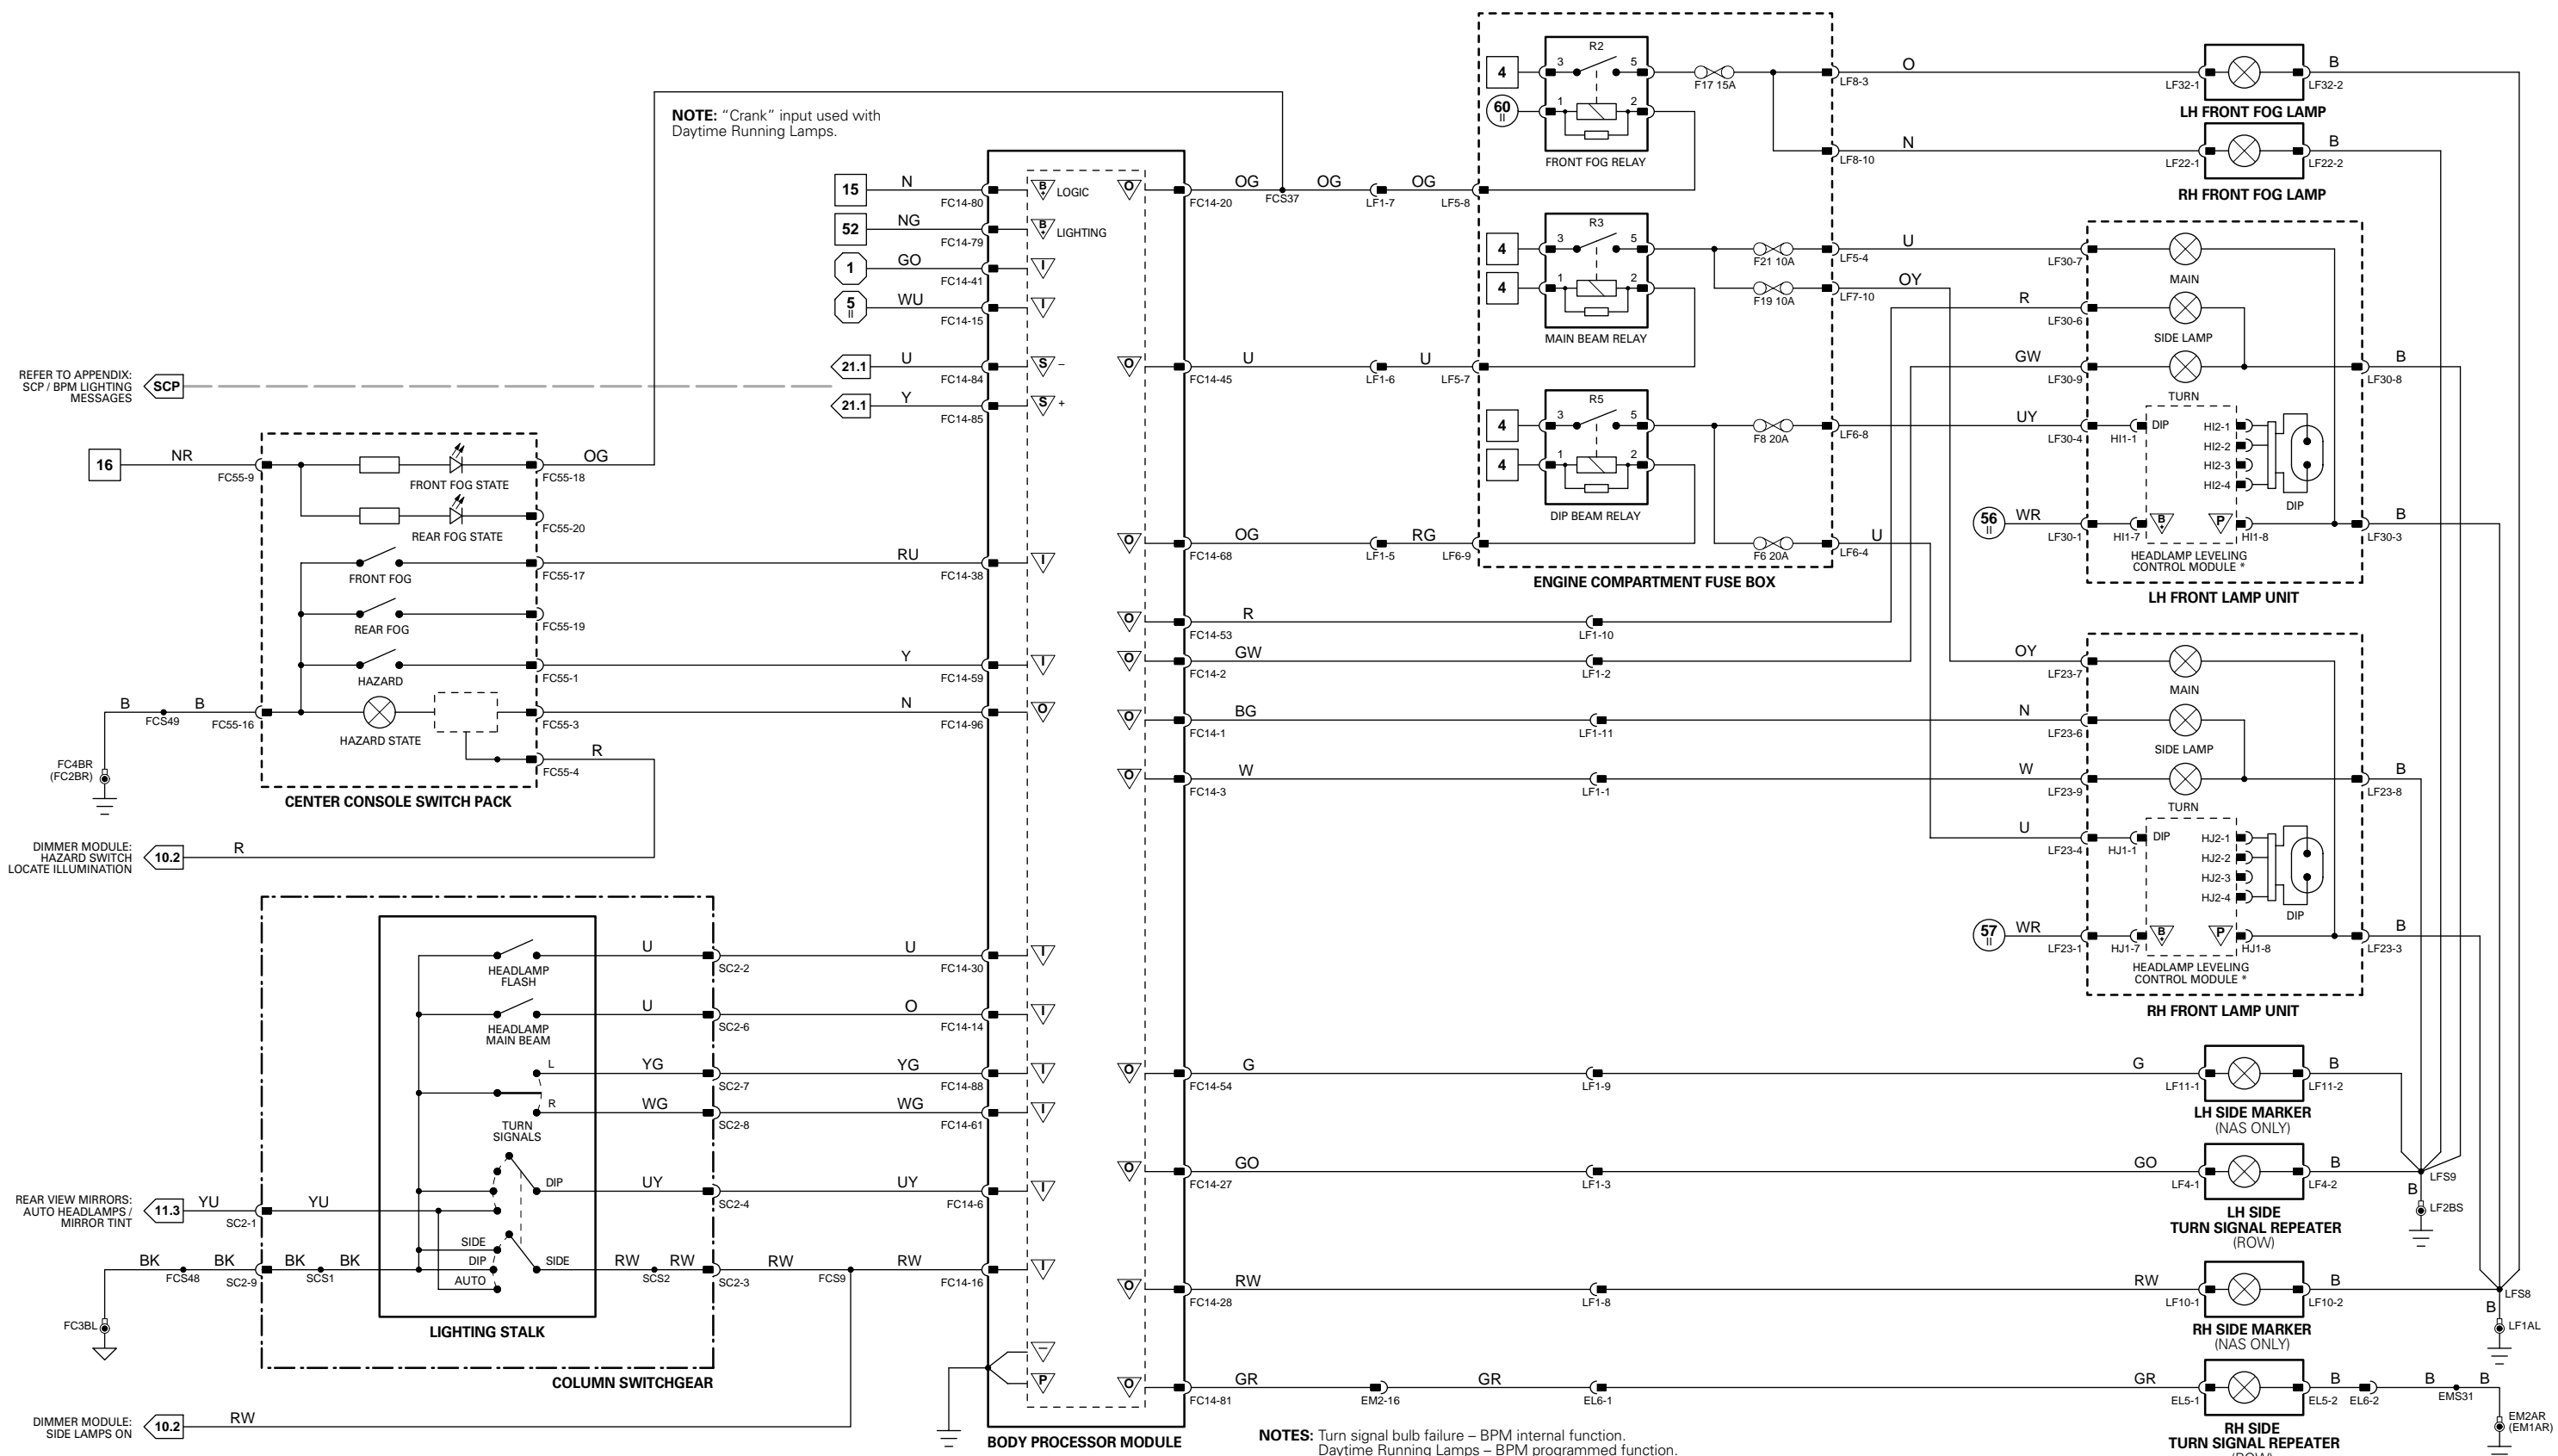 NOTE: “Crank” input used with
Daytime Running Lamps.
REFER TO APPENDIX:
SCP / BPM LIGHTING
MESSAGES
SCP
16
NR
FC55-9
FRONT FOG STATE
FC55-18
OG
REAR FOG STATE
FC55-20
FRONT FOG
FC55-17
RU
FC14-38
I
REAR FOG
FC55-19
HAZARD
FC55-1
Y
FC14-59
I
B
FCS49
B
FC55-16
HAZARD STATE
FC55-3
N
FC14-96
O
FC4BR
(FC2BR)
FC55-4
R
CENTER CONSOLE SWITCH PACK
DIMMER MODULE:
HAZARD SWITCH
LOCATE ILLUMINATION
10.2
R
15
N
FC14-80
B+
LOGIC
52
NG
FC14-79
B+
LIGHTING
1
GO
FC14-41
I
5
II
WU
FC14-15
I
21.1
U
FC14-84
S –
21.1
Y
FC14-85
S +
HEADLAMP
FLASH
U
SC2-2
U
FC14-30
I
HEADLAMP
MAIN BEAM
U
SC2-6
O
FC14-14
I
L
YG
SC2-7
YG
FC14-88
I
R
WG
SC2-8
WG
FC14-61
I
TURN
SIGNALS
DIP
UY
SC2-4
UY
FC14-6
I
REAR VIEW MIRRORS:
AUTO HEADLAMPS /
MIRROR TINT
11.3
YU
SC2-1
YU
SIDE
DIP
AUTO
SIDE
RW
SCS2
RW
SC2-3
RW
FCS9
RW
FC14-16
I
BK
FCS48
BK
SC2-9
BK
SCS1
BK
FC3BL
LIGHTING STALK
COLUMN SWITCHGEAR
DIMMER MODULE:
SIDE LAMPS ON
10.2
RW
–
P
BODY PROCESSOR MODULE
O
FC14-20
OG
FCS37
OG
LF1-7
OG
LF5-8
O
FC14-45
U
LF1-6
U
LF5-7
O
FC14-68
OG
LF1-5
RG
LF6-9
O
FC14-53
R
LF1-10
O
FC14-2
GW
LF1-2
O
FC14-1
BG
LF1-11
O
FC14-3
W
LF1-1
O
FC14-54
G
LF1-9
G
O
FC14-27
GO
LF1-3
GO
O
FC14-28
RW
LF1-8
RW
O
FC14-81
GR
EM2-16
GR
EL6-1
GR
4
60
II
R2
3
5
1
2
FRONT FOG RELAY
F17 15A
LF8-3
O
LF8-10
N
4
4
R3
3
5
1
2
MAIN BEAM RELAY
F21 10A
LF5-4
U
F19 10A
LF7-10
OY
4
4
R5
3
5
1
2
DIP BEAM RELAY
F8 20A
LF6-8
F6 20A
LF6-4
U
ENGINE COMPARTMENT FUSE BOX
LF32-1
LF32-2
B
LH FRONT FOG LAMP
LF22-1
LF22-2
B
RH FRONT FOG LAMP
LF30-7
MAIN
R
LF30-6
SIDE LAMP
GW
LF30-9
TURN
LF30-8
B
UY
LF30-4
HI1-1
DIP
HI2-1
HI2-2
HI2-3
HI2-4
DIP
56
II
WR
LF30-1
HI1-7
B+
P
HI1-8
LF30-3
B
HEADLAMP LEVELING
CONTROL MODULE *
LH FRONT LAMP UNIT
OY
LF23-7
MAIN
N
LF23-6
SIDE LAMP
W
LF23-9
TURN
LF23-8
B
U
LF23-4
HJ1-1
DIP
HJ2-1
HJ2-2
HJ2-3
HJ2-4
DIP
57
II
WR
LF23-1
HJ1-7
B+
P
HJ1-8
LF23-3
B
HEADLAMP LEVELING
CONTROL MODULE *
RH FRONT LAMP UNIT
LF11-1
LF11-2
B
LH SIDE MARKER
(NAS ONLY)
LF4-1
LF4-2
B
LFS9
B
LF2BS
LH SIDE
TURN SIGNAL REPEATER
(ROW)
LF10-1
LF10-2
B
LFS8
B
LF1AL
RH SIDE MARKER
(NAS ONLY)
EL5-1
EL5-2
B
EL6-2
B
EMS31
B
EM2AR
(EM1AR)
RH SIDE
TURN SIGNAL REPEATER
(ROW)
NOTES: Turn signal bulb failure – BPM internal function.
Daytime Running Lamps – BPM programmed function.